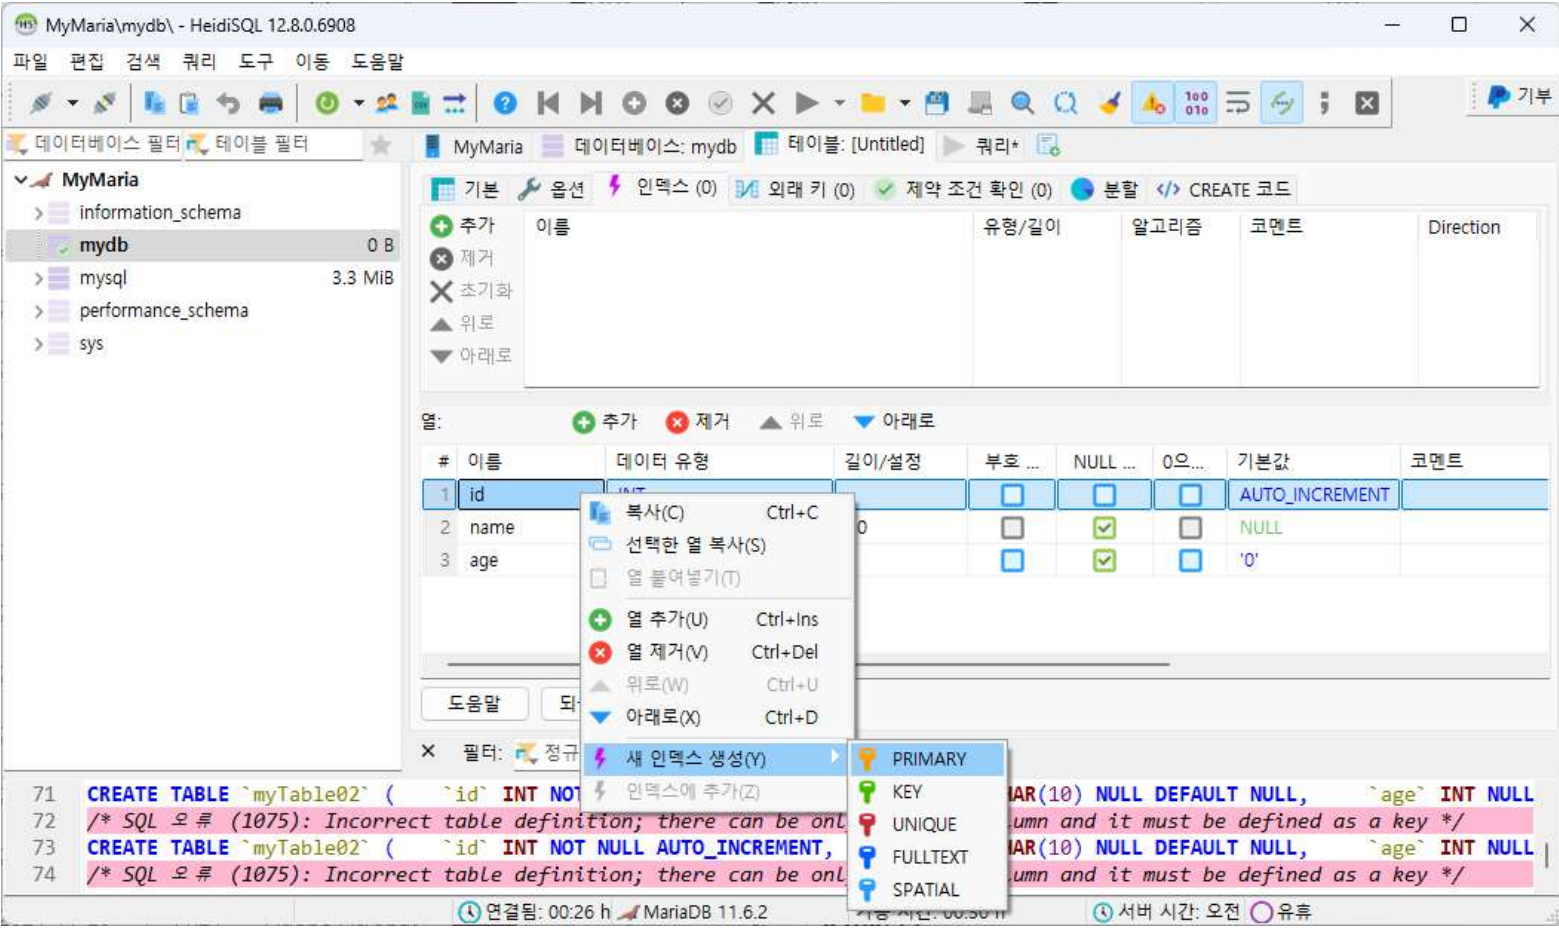 MyMaria\mydb\ - HeidiSQL 12.8.0.6908
파일 편집 검색 쿼리 도구 이동 도움말
기부
데이터베이스 필터 테이블 필터
MyMaria 데이터베이스: mydb 테이블: [Untitled] 쿼리*
MyMaria
information_schema
mydb 0 B
mysql 3.3 MiB
performance_schema
sys
기본 옵션 인덱스 (0) 외래 키 (0) 제약 조건 확인 (0) 분할 CREATE 코드
추가
제거
초기화
위로
아래로
이름 유형/길이 알고리즘 코멘트 Direction
열: 추가 제거 위로 아래로
# 이름 데이터 유형 길이/설정 부호 ... NULL ... 0으... 기본값 코멘트
1 id INT AUTO_INCREMENT
2 name 0 NULL
3 age '0'
복사(C) Ctrl+C
선택한 열 복사(S)
열 붙여넣기(T)
열 추가(U) Ctrl+Ins
열 제거(V) Ctrl+Del
위로(W) Ctrl+U
아래로(X) Ctrl+D
새 인덱스 생성(Y)
인덱스에 추가(Z)
PRIMARY
KEY
UNIQUE
FULLTEXT
SPATIAL
도움말
필터: 정규
71 CREATE TABLE `myTable02` ( `id` INT NOT AR(10) NULL DEFAULT NULL, `age` INT NULL
72 /* SQL 오류 (1075): Incorrect table definition; there can be onl umn and it must be defined as a key */
73 CREATE TABLE `myTable02` ( `id` INT NOT NULL AUTO_INCREMENT, AR(10) NULL DEFAULT NULL, `age` INT NULL
74 /* SQL 오류 (1075): Incorrect table definition; there can be onl umn and it must be defined as a key */
연결됨: 00:26 h MariaDB 11.6.2 가동 시간: 00:30 h 서버 시간: 오전 유휴